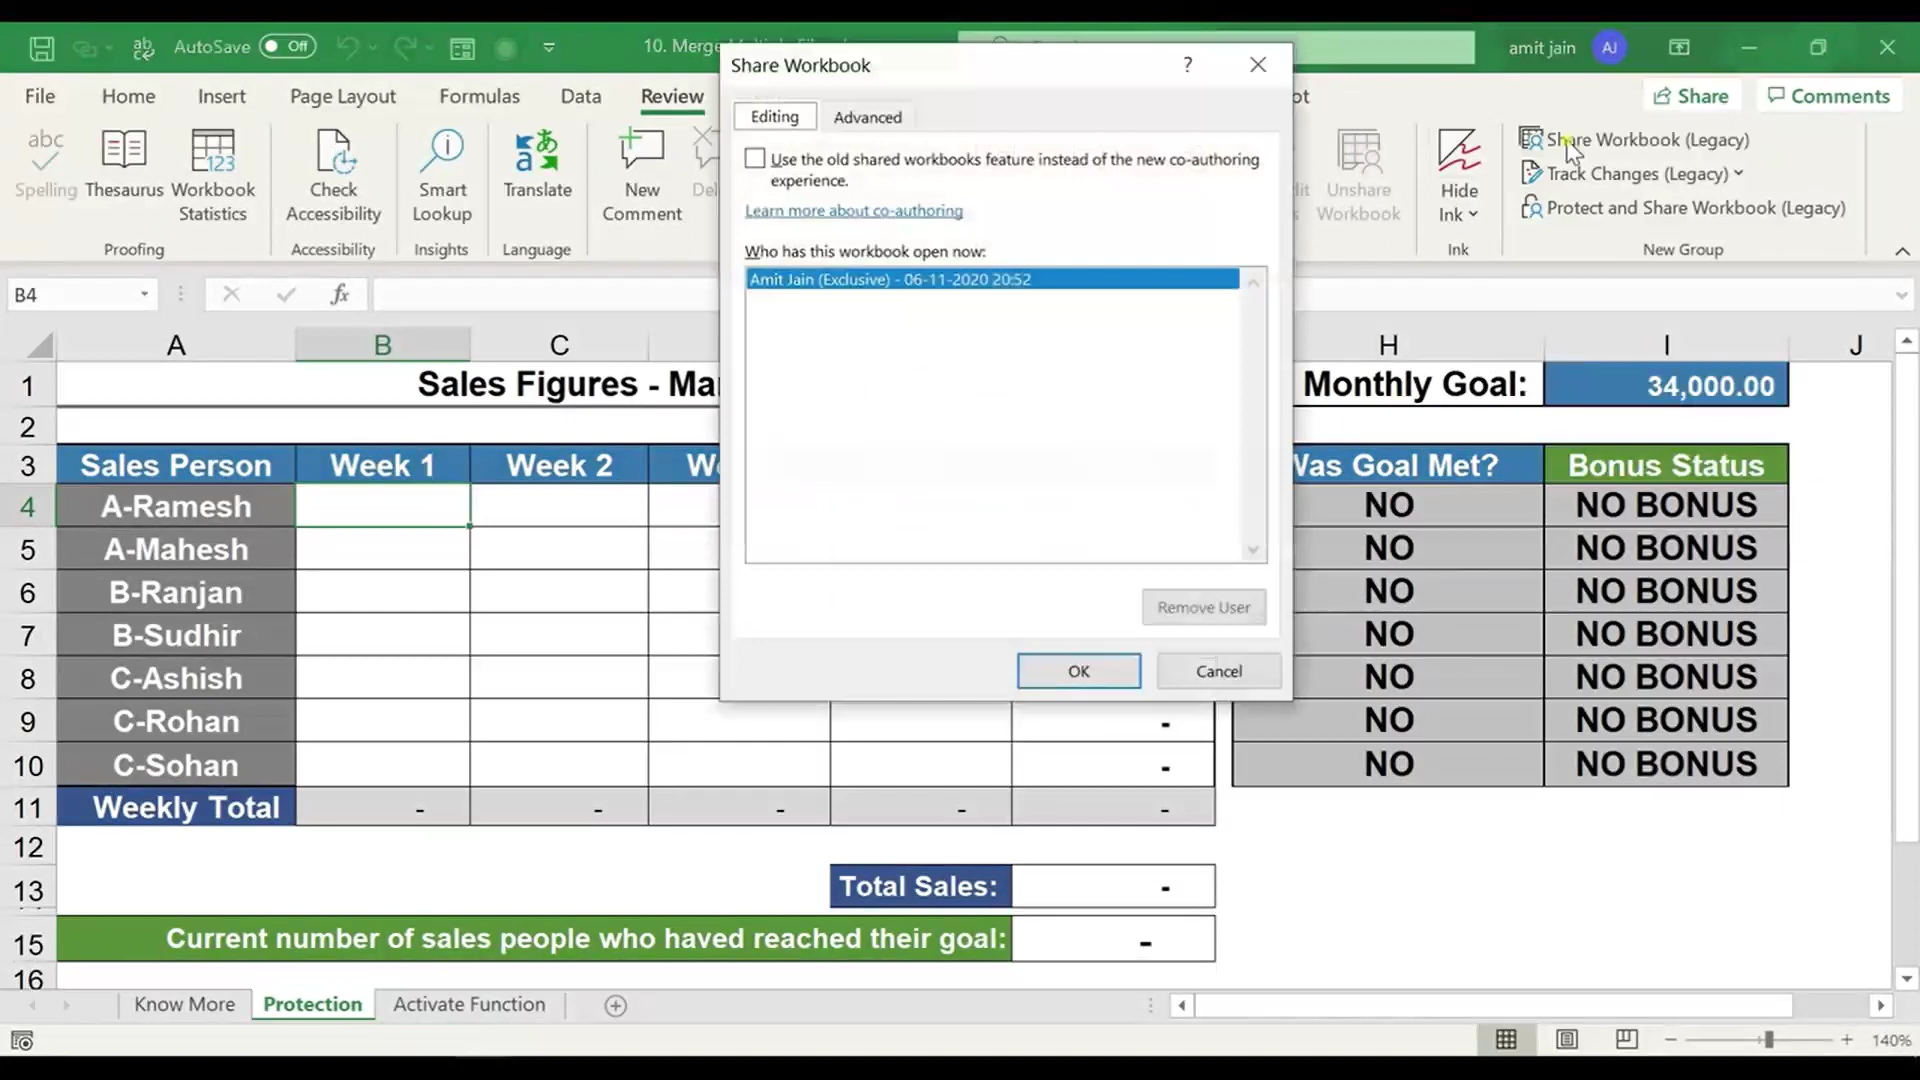 AutoSave Off
10. Merge
amit jain AJ
File Home Insert Page Layout Formulas Data Review
Share Comments
abc
Spelling
Thesaurus
123
Workbook
Statistics
Proofing
Check
Accessibility
Accessibility
Smart
Lookup
Insights
Translate
Language
New
Comment
Unshare
Workbook
Hide
Ink
Ink
Share Workbook (Legacy)
Track Changes (Legacy)
Protect and Share Workbook (Legacy)
New Group
Share Workbook ?
Editing Advanced
Use the old shared workbooks feature instead of the new co-authoring
experience.
Learn more about co-authoring
Who has this workbook open now:
Amit Jain (Exclusive) - 06-11-2020 20:52
Remove User
OK Cancel
B4 fx
A B C H I J
1 Sales Figures - Monthly Goal: 34,000.00
2
3 Sales Person Week 1 Week 2 Goal Met? Bonus Status
4 A-Ramesh NO NO BONUS
5 A-Mahesh NO NO BONUS
6 B-Ranjan NO NO BONUS
7 B-Sudhir NO NO BONUS
8 C-Ashish NO NO BONUS
9 C-Rohan - NO NO BONUS
10 C-Sohan - NO NO BONUS
11 Weekly Total - - - - -
12
13 Total Sales: -
15 Current number of sales people who haved reached their goal: -
16
Know More Protection Activate Function
140%